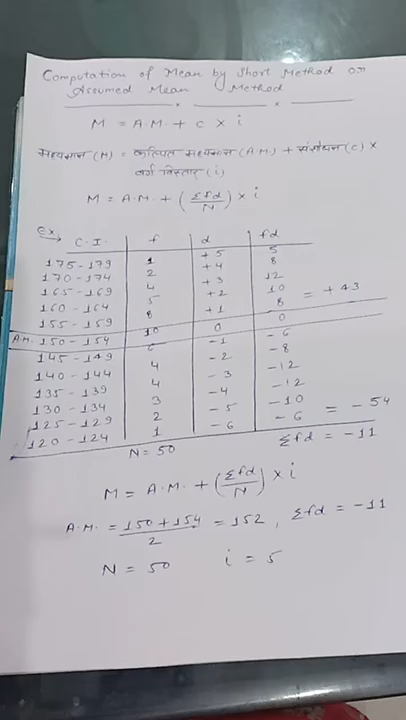 Computation of Mean by Short Method or
Assumed Mean Method
M = A.M. + C × i
मध्यमान (M) = कल्पित मध्यमान (A.M.) + संशोधन (C) ×
वर्ग विस्तार (i)
M = A.M. + (Σfd/N) × i
Ex→ C.I. f d fd
175-179 1 +5 5
170-174 2 +4 8
165-169 4 +3 12
160-164 5 +2 10 = +43
155-159 8 +1 8
A.M. 150-154 10 0 0
145-149 6 -1 -6
140-144 4 -2 -8
135-139 4 -3 -12
130-134 3 -4 -12
125-129 2 -5 -10
120-124 1 -6 -6 = -54
N = 50 Σfd = -11
M = A.M. + (Σfd/N) × i
A.M. = 150+154/2 = 152, Σfd = -11
N = 50 i = 5